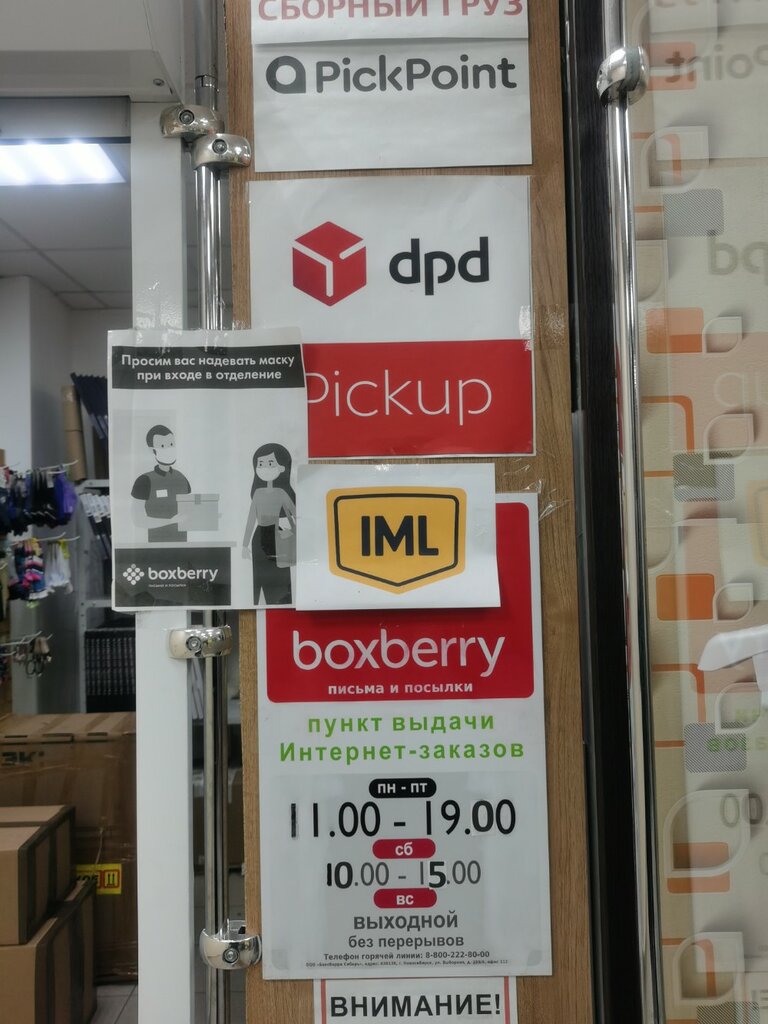 СБОРНЫЙ ГРУЗ
PickPoint
dpd
Pickup
Просим вас надевать маску
при входе в отделение
boxberry
письма и посылки
IML
boxberry
письма и посылки
пункт выдачи
Интернет-заказов
пн - пт
11.00 - 19.00
сб
10.00 - 15.00
вс
выходной
без перерывов
Телефон горячей линии: 8-800-222-80-00
ВНИМАНИЕ!